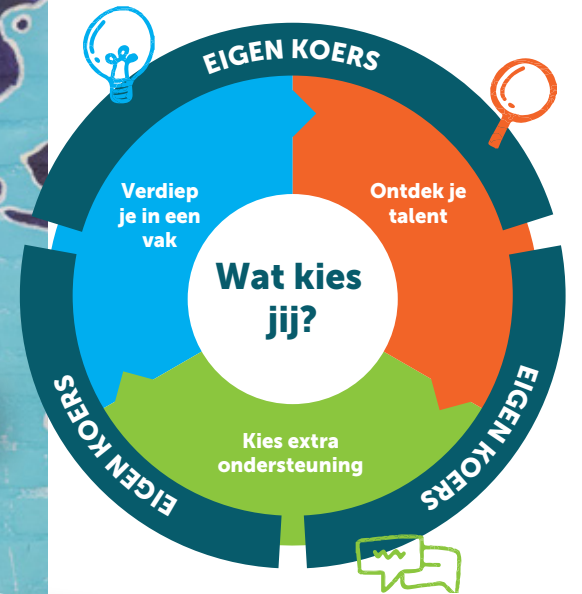 EIGEN KOERS
Verdiep
je in een
vak
Ontdek je
talent
Wat kies
jij?
Kies extra
ondersteuning
EIGEN KOERS
EIGEN KOERS